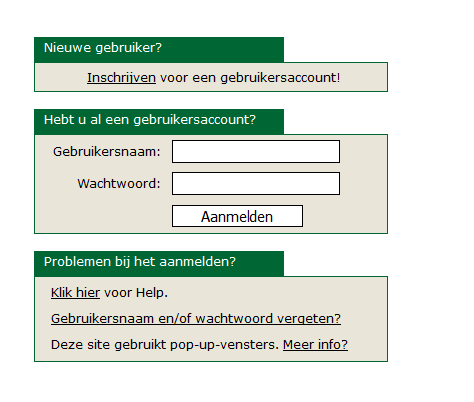 Nieuwe gebruiker?
Inschrijven voor een gebruikersaccount!
Hebt u al een gebruikersaccount?
Gebruikersnaam:
Wachtwoord:
Aanmelden
Problemen bij het aanmelden?
Klik hier voor Help.
Gebruikersnaam en/of wachtwoord vergeten?
Deze site gebruikt pop-up-vensters. Meer info?